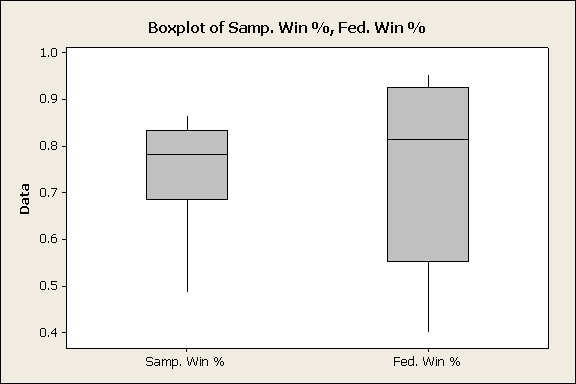 Boxplot of Samp. Win %, Fed. Win %
1.0
0.9
0.8
0.7
0.6
0.5
0.4
Data
Samp. Win %
Fed. Win %